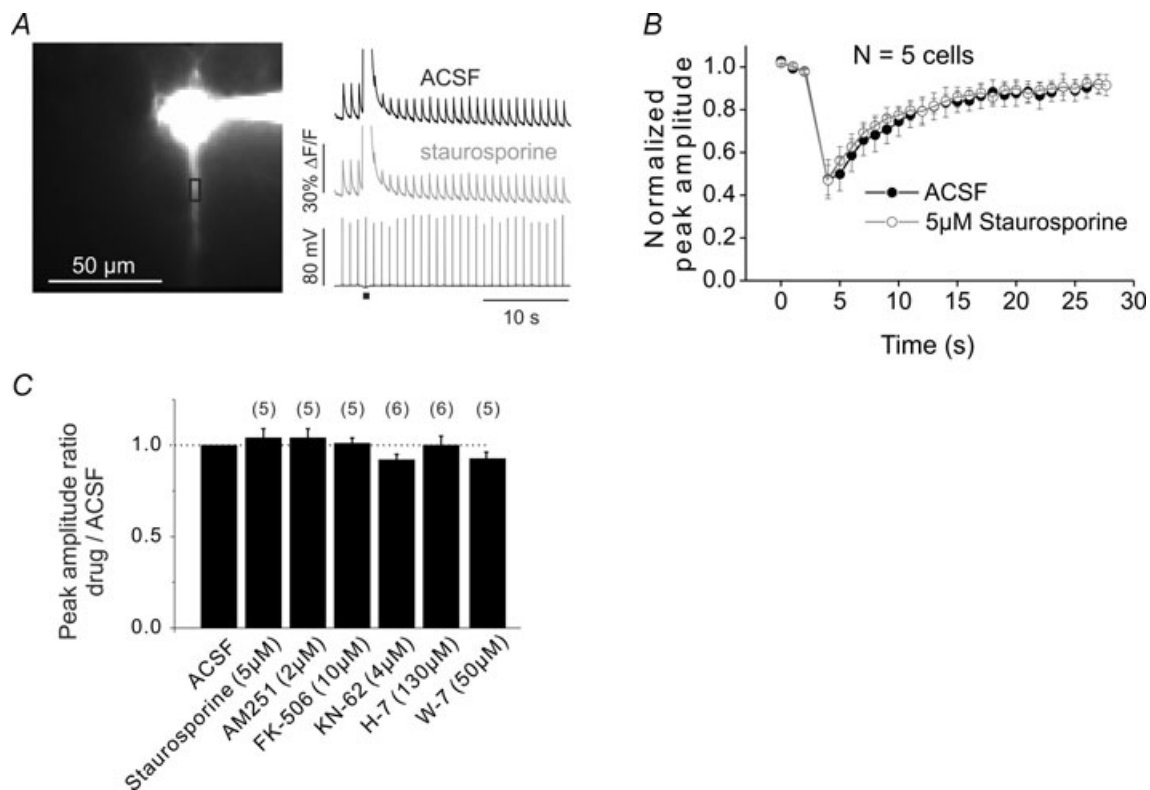 A
50 µm
ACSF
staurosporine
30% ΔF/F
80 mV
10 s
B
N = 5 cells
Normalized
peak amplitude
1.0
0.8
0.6
0.4
0.2
0.0
ACSF
5µM Staurosporine
0 5 10 15 20 25 30
Time (s)
C
Peak amplitude ratio
drug / ACSF
1.0
0.5
0.0
(5) (5) (5) (6) (6) (5)
ACSF
Staurosporine (5µM)
AM251 (2µM)
FK-506 (10µM)
KN-62 (4µM)
H-7 (130µM)
W-7 (50µM)